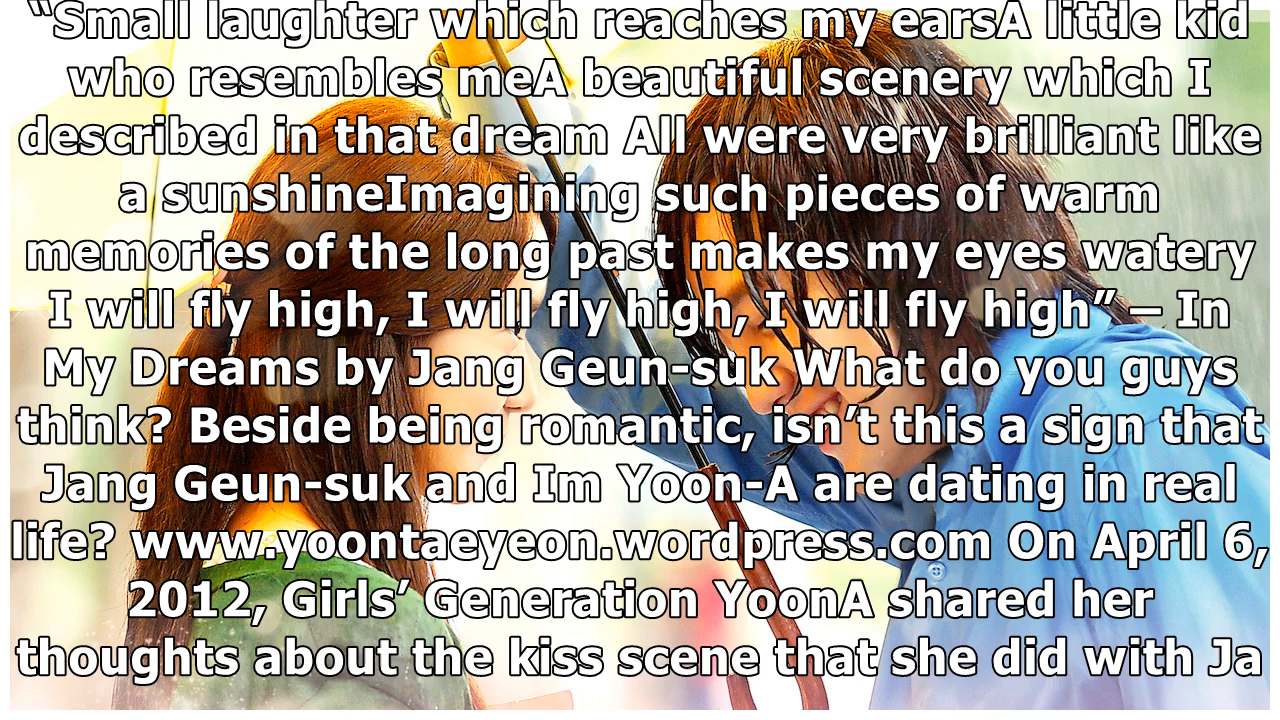 “Small laughter which reaches my earsA little kid
who resembles meA beautiful scenery which I
described in that dream All were very brilliant like
a sunshineImagining such pieces of warm
memories of the long past makes my eyes watery
I will fly high, I will fly high, I will fly high” – In
My Dreams by Jang Geun-suk What do you guys
think? Beside being romantic, isn’t this a sign that
Jang Geun-suk and Im Yoon-A are dating in real
life? www.yoontaeyeon.wordpress.com On April 6,
2012, Girls’ Generation YoonA shared her
thoughts about the kiss scene that she did with Ja